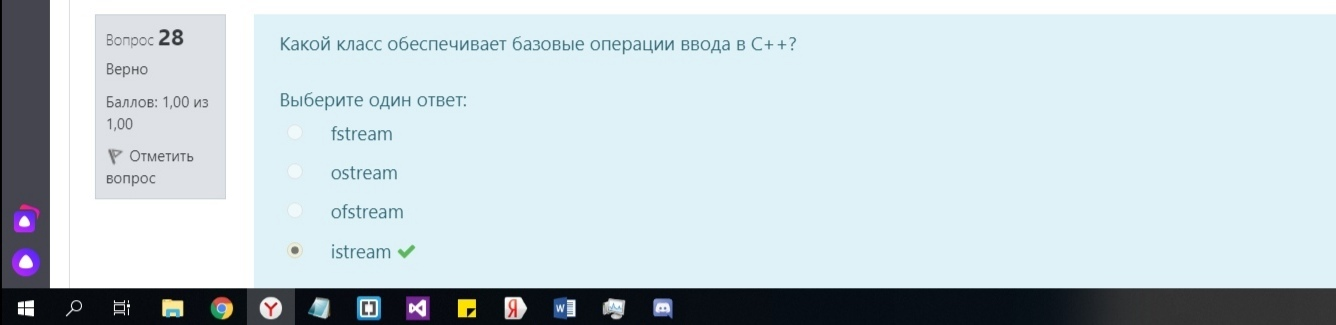 Вопрос 28
Верно
Баллов: 1,00 из
1,00
Отметить
вопрос
Какой класс обеспечивает базовые операции ввода в C++?
Выберите один ответ:
fstream
ostream
ofstream
istream